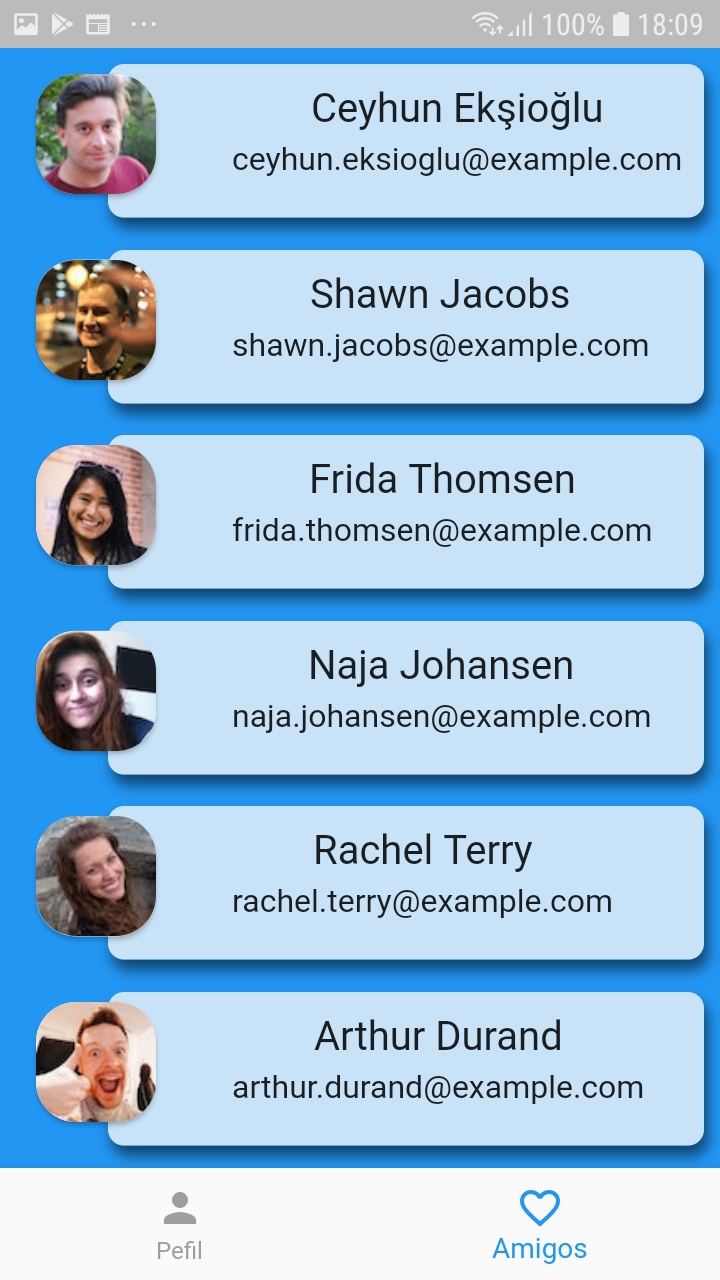 100% 18:09
Ceyhun Ekşioğlu
ceyhun.eksioglu@example.com
Shawn Jacobs
shawn.jacobs@example.com
Frida Thomsen
frida.thomsen@example.com
Naja Johansen
naja.johansen@example.com
Rachel Terry
rachel.terry@example.com
Arthur Durand
arthur.durand@example.com
Pefil Amigos